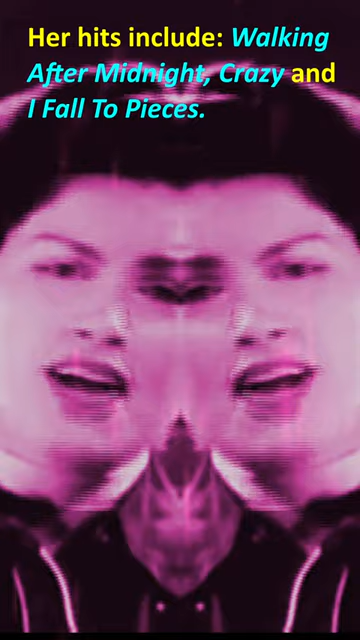 Her hits include: Walking
After Midnight, Crazy and
I Fall To Pieces.